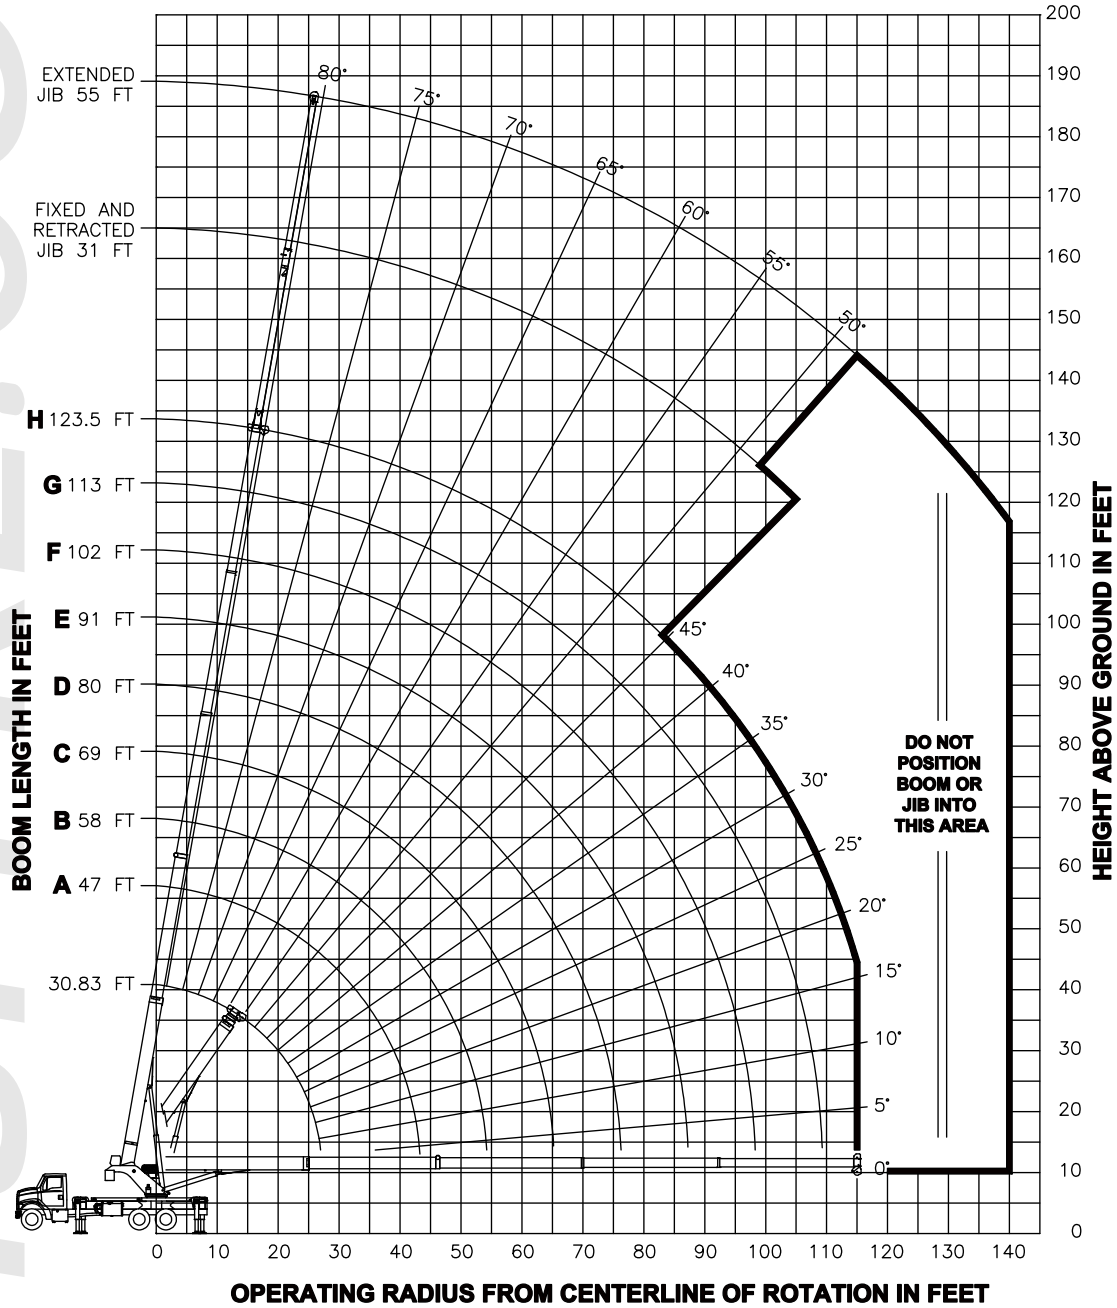 200
EXTENDED
JIB 55 FT
80°
190
75°
180
70°
65°
170
FIXED AND
RETRACTED
JIB 31 FT
60°
160
55°
150
50°
140
H 123.5 FT
130
G 113 FT
120
F 102 FT
110
E 91 FT
100
45°
D 80 FT
40°
90
35°
C 69 FT
80
30°
DO NOT
POSITION
BOOM OR
JIB INTO
THIS AREA
B 58 FT
70
25°
A 47 FT
60
20°
50
15°
30.83 FT
40
10°
30
5°
20
0°
10
0
BOOM LENGTH IN FEET
HEIGHT ABOVE GROUND IN FEET
0 10 20 30 40 50 60 70 80 90 100 110 120 130 140
OPERATING RADIUS FROM CENTERLINE OF ROTATION IN FEET